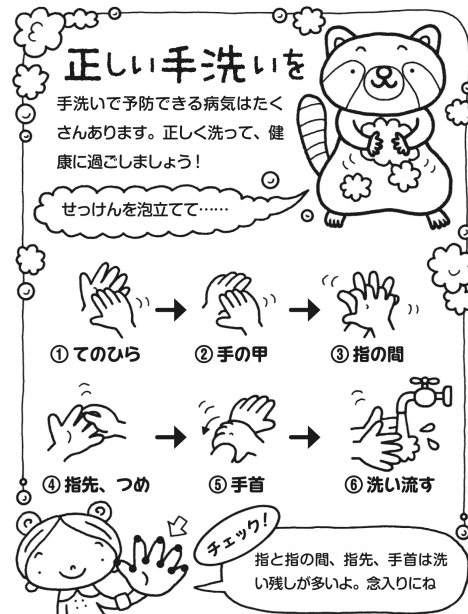 正しい手洗いを
手洗いで予防できる病気はたく
さんあります。正しく洗って、健
康に過ごしましょう！
せっけんを泡立てて……
①てのひら
②手の甲
③指の間
④指先、つめ
⑤手首
⑥洗い流す
チェック！
指と指の間、指先、手首は洗
い残しが多いよ。念入りにね